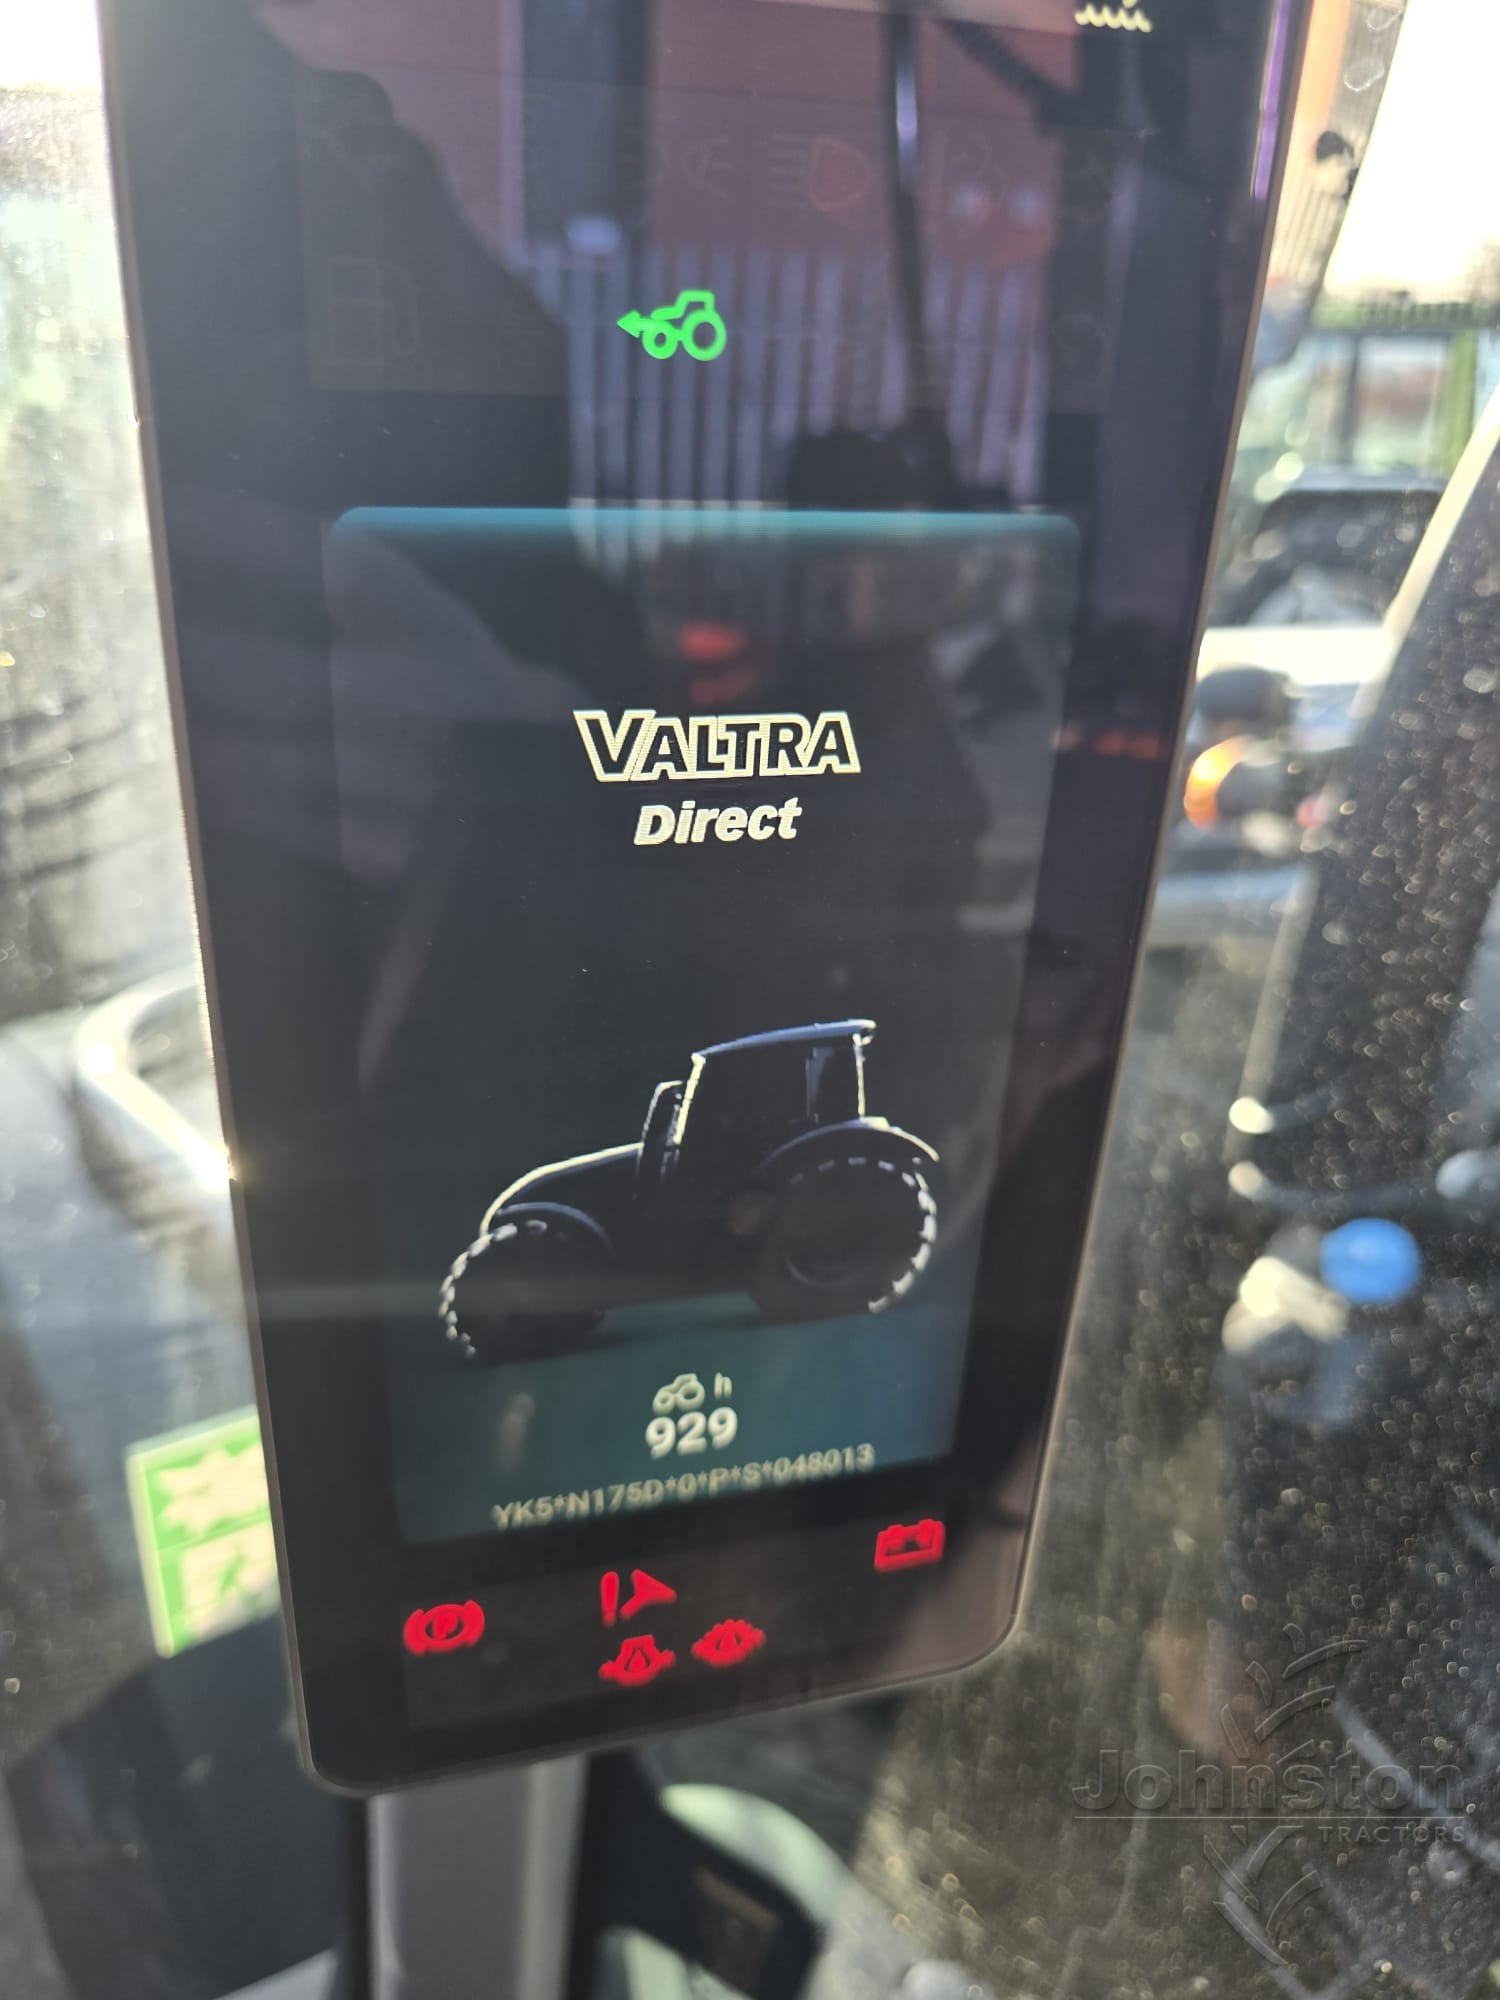 VALTRA
Direct
h
929
YK5*N175D*0*P*S*048013
P
Johnston
TRACTORS